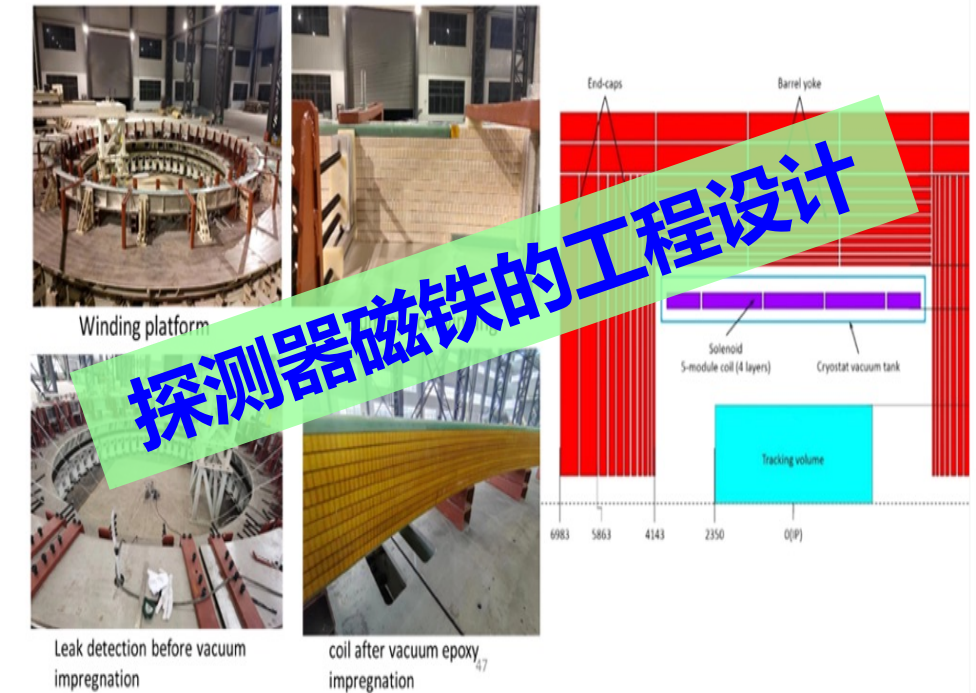 End-caps
Barrel yoke
探测器磁铁的工程设计
Winding platform
Solenoid
5-module coil (4 layers)
Cryostat vacuum tank
Tracking volume
6983
5863
4143
2350
0(IP)
Leak detection before vacuum
impregnation
coil after vacuum epoxy
impregnation
47